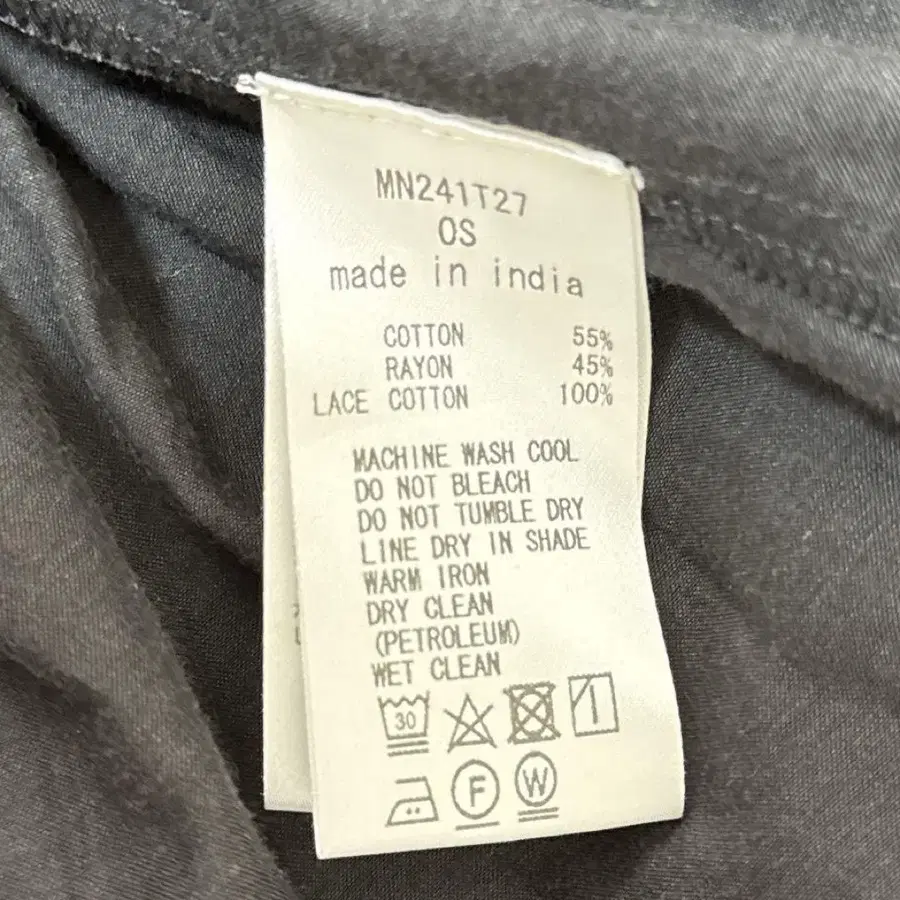 MN241T27
OS
made in india
COTTON 55%
RAYON 45%
LACE COTTON 100%
MACHINE WASH COOL
DO NOT BLEACH
DO NOT TUMBLE DRY
LINE DRY IN SHADE
WARM IRON
DRY CLEAN
(PETROLEUM)
WET CLEAN
30
F W